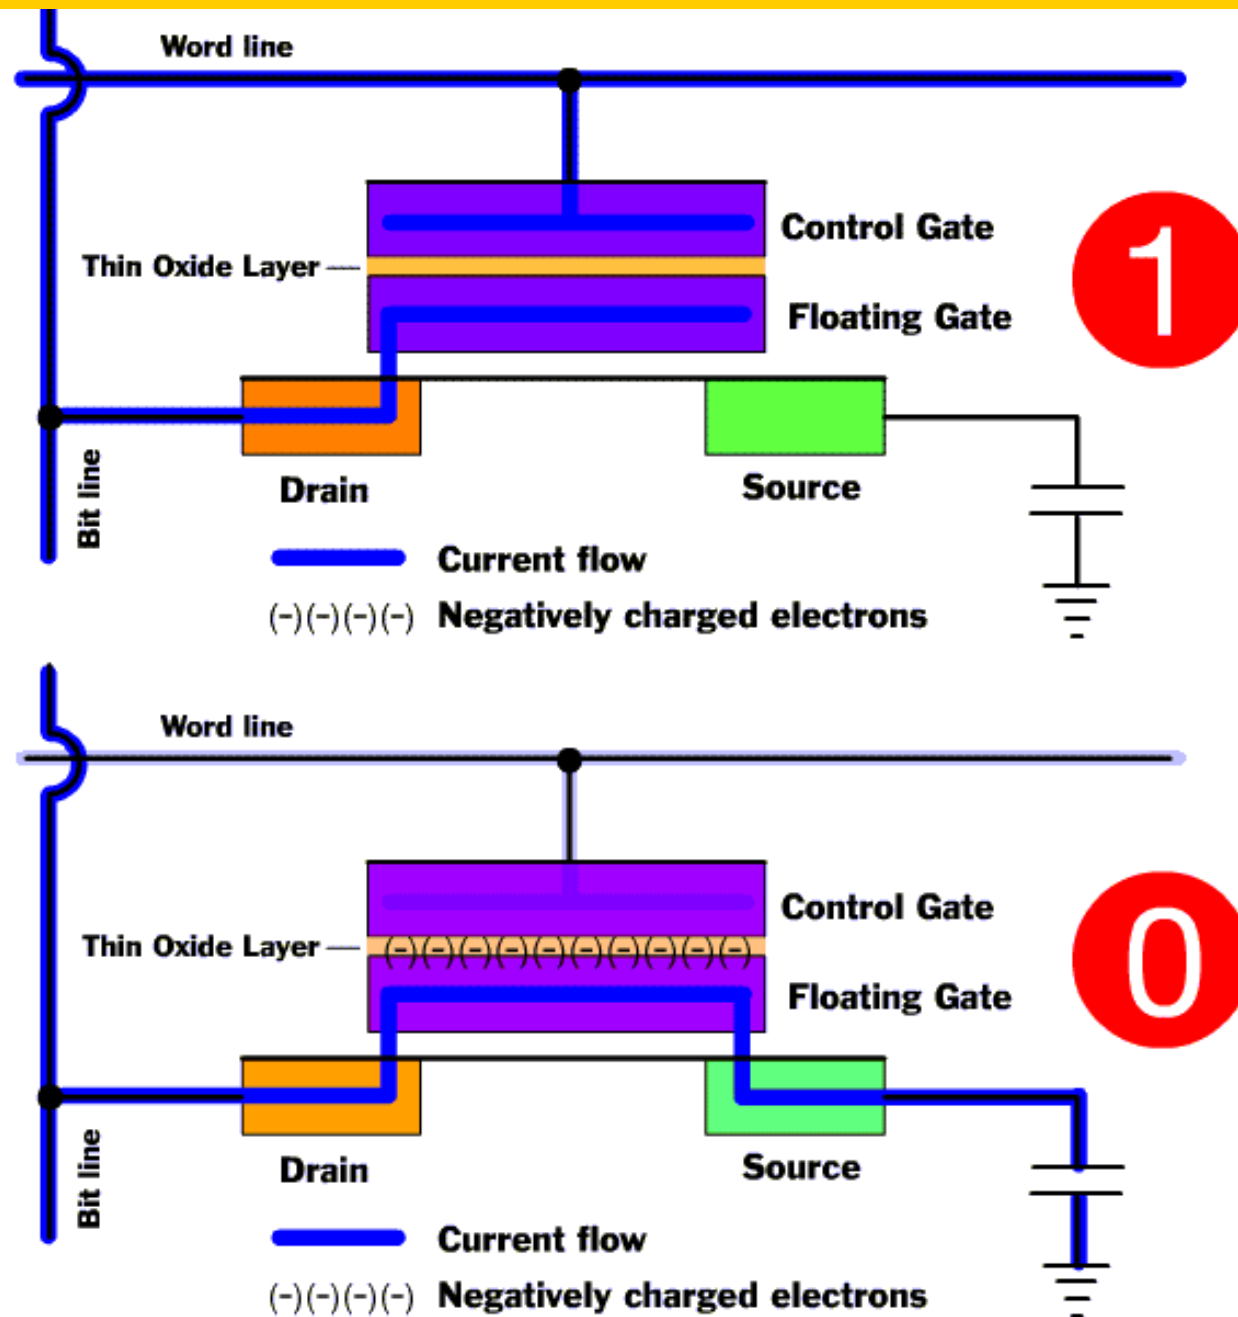 Word line
Control Gate
1
Thin Oxide Layer
Floating Gate
Drain
Source
Bit line
Current flow
(-)(-)(-)(-) Negatively charged electrons
Word line
Control Gate
0
Thin Oxide Layer
(-)(-)(-)(-)(-)(-)(-)(-)(-)(-)
Floating Gate
Drain
Source
Bit line
Current flow
(-)(-)(-)(-) Negatively charged electrons